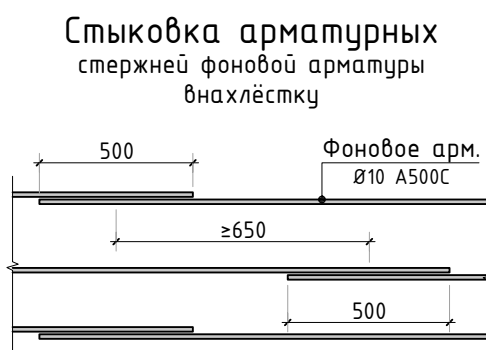 Стыковка арматурных
стержней фоновой арматуры
внахлёстку
500
Фоновое арм.
Ø10 А500С
≥650
500